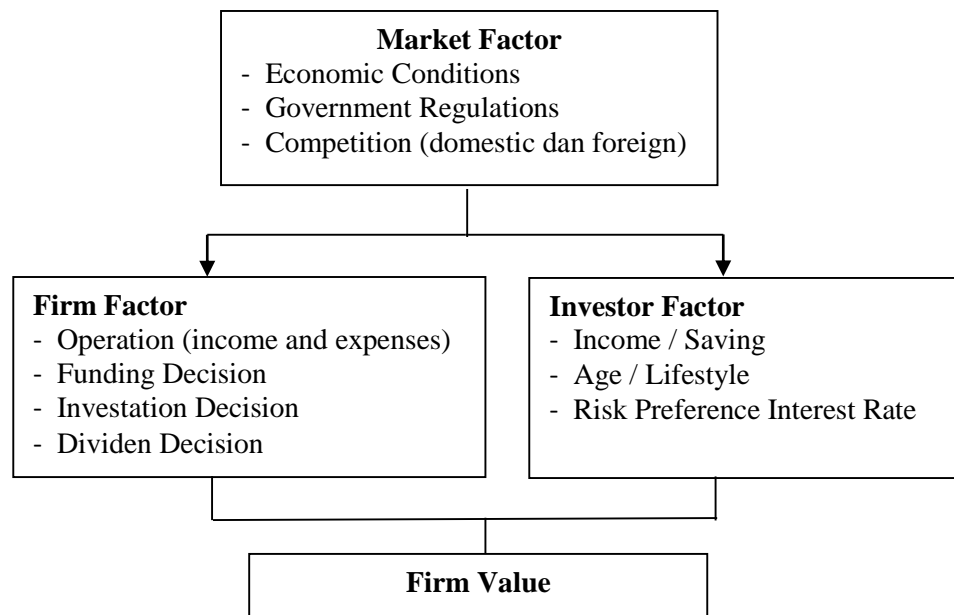 Market Factor
- Economic Conditions
- Government Regulations
- Competition (domestic dan foreign)
Firm Factor
- Operation (income and expenses)
- Funding Decision
- Investation Decision
- Dividen Decision
Investor Factor
- Income / Saving
- Age / Lifestyle
- Risk Preference Interest Rate
Firm Value